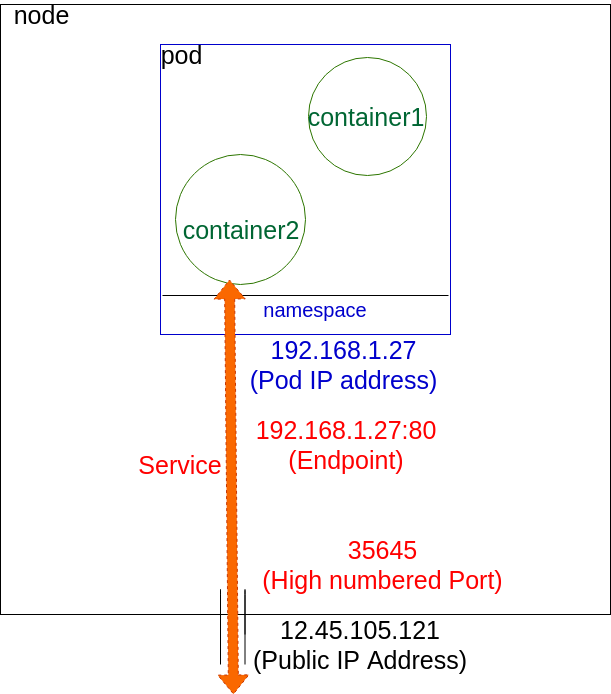 node
pod
container1
container2
namespace
192.168.1.27
(Pod IP address)
192.168.1.27:80
(Endpoint)
Service
35645
(High numbered Port)
12.45.105.121
(Public IP Address)